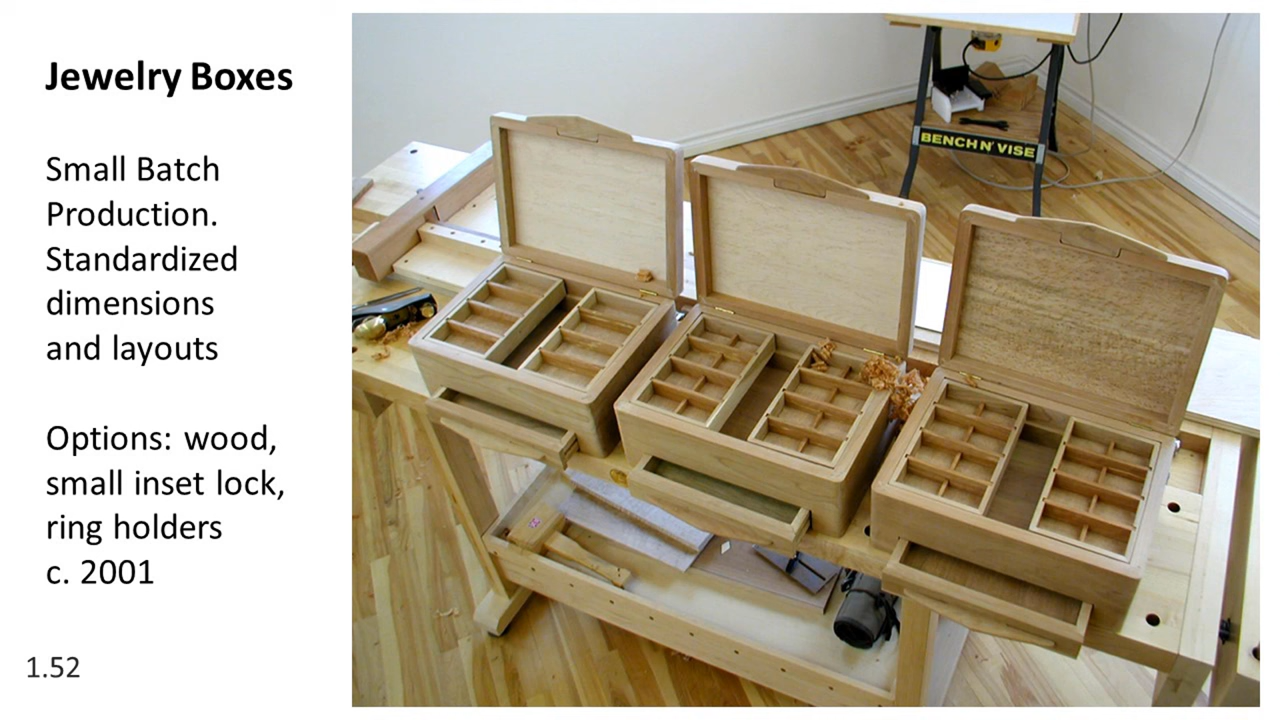 Jewelry Boxes
Small Batch
Production.
Standardized
dimensions
and layouts
Options: wood,
small inset lock,
ring holders
c. 2001
1.52
BENCH N' VISE